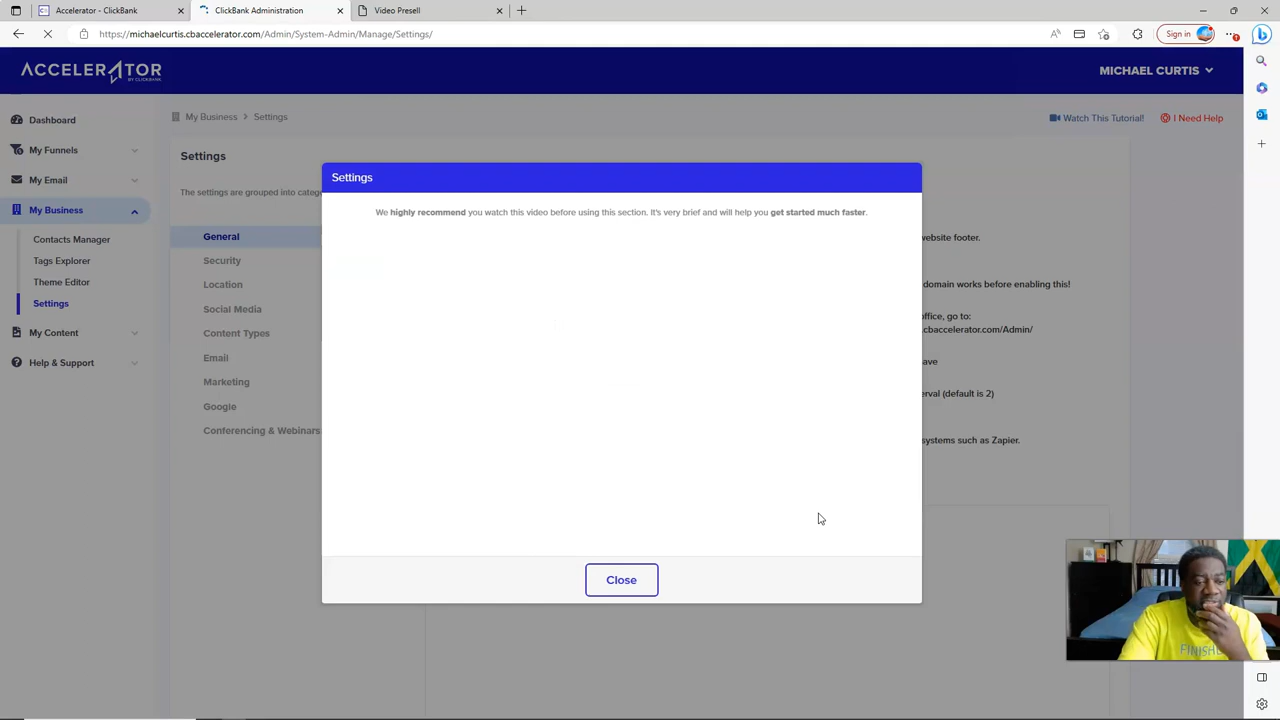 Accelerator - ClickBank
ClickBank Administration
Video Presell
https://michaelcurtis.cbaccelerator.com/Admin/System-Admin/Manage/Settings/
Sign in
ACCELERATOR
BY CLICKBANK
MICHAEL CURTIS
Dashboard
My Funnels
My Email
My Business
Contacts Manager
Tags Explorer
Theme Editor
Settings
My Content
Help & Support
My Business > Settings
Watch This Tutorial!
I Need Help
Settings
The settings are grouped into categ
General
Security
Location
Social Media
Content Types
Email
Marketing
Google
Conferencing & Webinars
Settings
We highly recommend you watch this video before using this section. It's very brief and will help you get started much faster.
Close
website footer.
domain works before enabling this!
office, go to:
.cbaccelerator.com/Admin/
ave
erval (default is 2)
systems such as Zapier.
FINISH